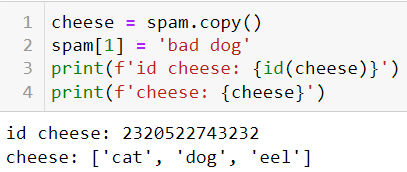 1 cheese = spam.copy()
2 spam[1] = 'bad dog'
3 print(f'id cheese: {id(cheese)}')
4 print(f'cheese: {cheese}')
id cheese: 2320522743232
cheese: ['cat', 'dog', 'eel']